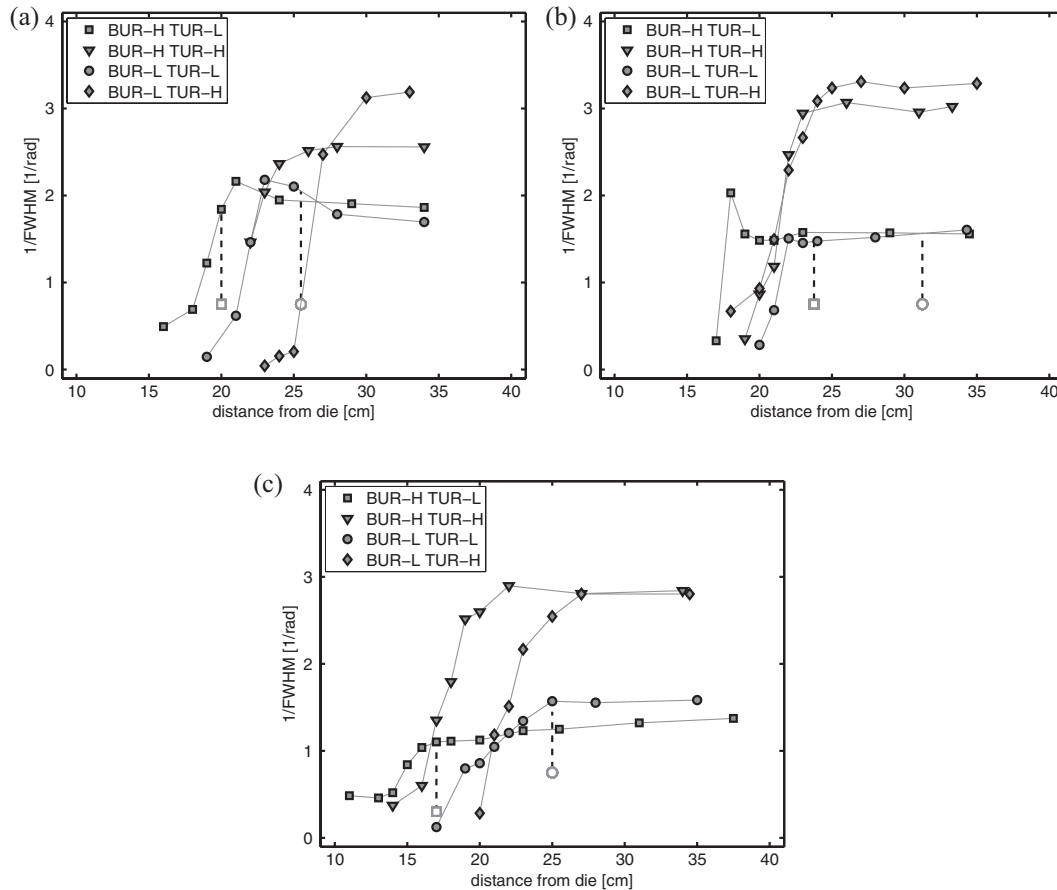 (a)
4
3
2
1
0
1/FWHM [1/rad]
BUR-H TUR-L
BUR-H TUR-H
BUR-L TUR-L
BUR-L TUR-H
10 15 20 25 30 35 40
distance from die [cm]
(b)
4
3
2
1
0
1/FWHM [1/rad]
BUR-H TUR-L
BUR-H TUR-H
BUR-L TUR-L
BUR-L TUR-H
10 15 20 25 30 35 40
distance from die [cm]
(c)
4
3
2
1
0
1/FWHM [1/rad]
BUR-H TUR-L
BUR-H TUR-H
BUR-L TUR-L
BUR-L TUR-H
10 15 20 25 30 35 40
distance from die [cm]